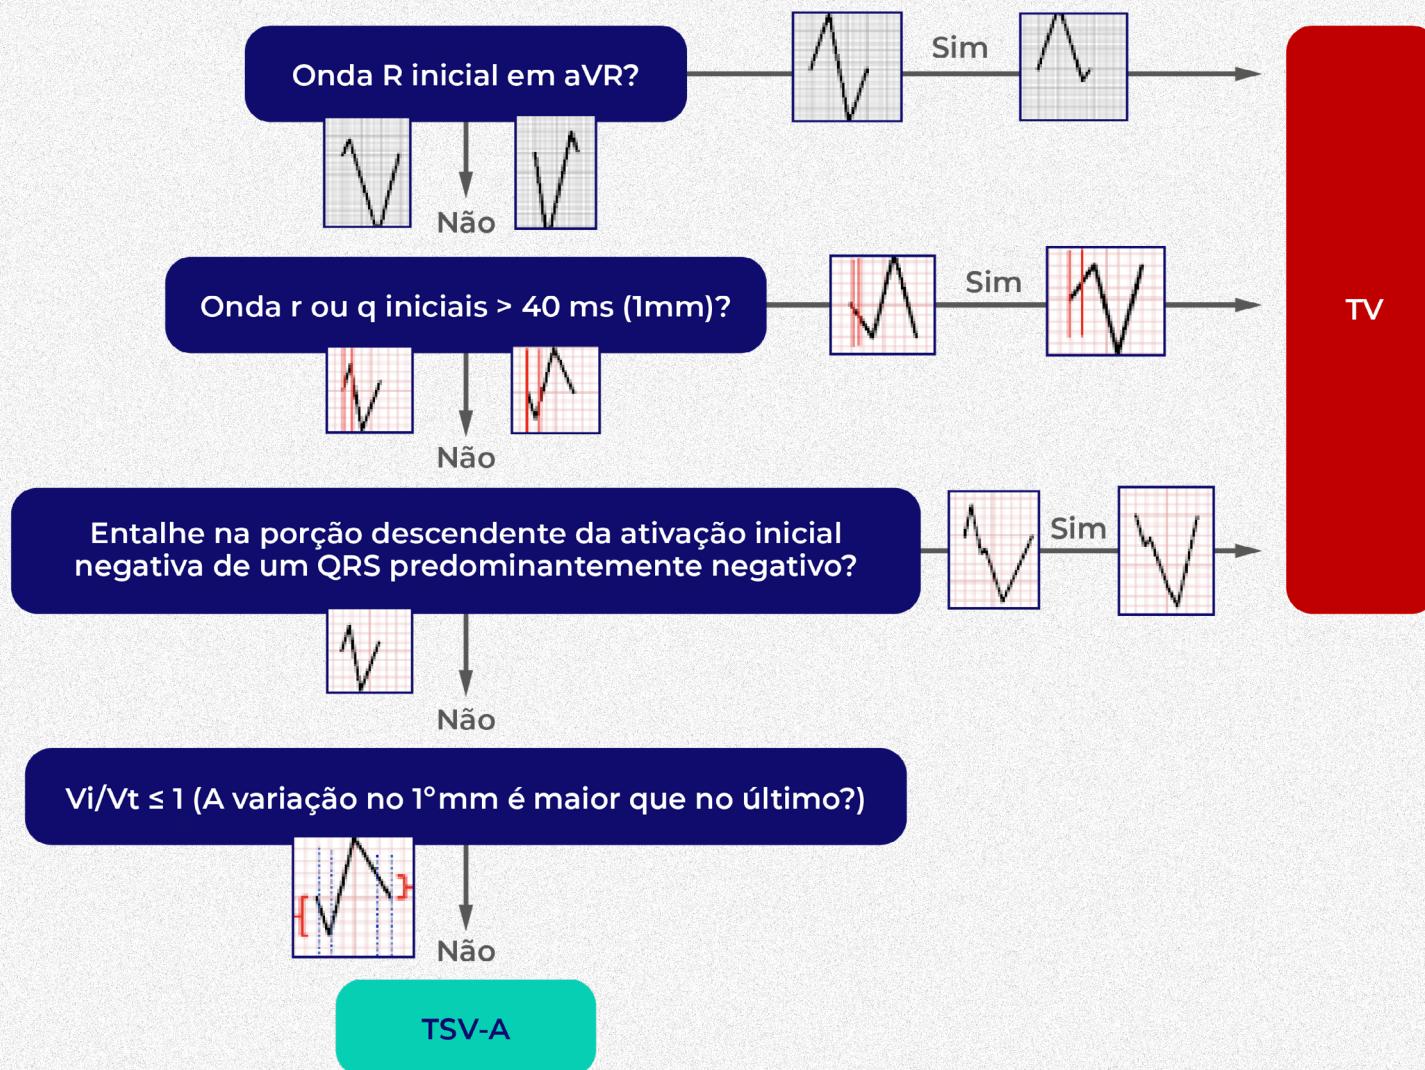 Onda R inicial em aVR?
Sim
Não
Onda r ou q iniciais > 40 ms (1mm)?
Sim
TV
Não
Entalhe na porção descendente da ativação inicial
negativa de um QRS predominantemente negativo?
Sim
Não
Vi/Vt ≤ 1 (A variação no 1ºmm é maior que no último?)
Não
TSV-A